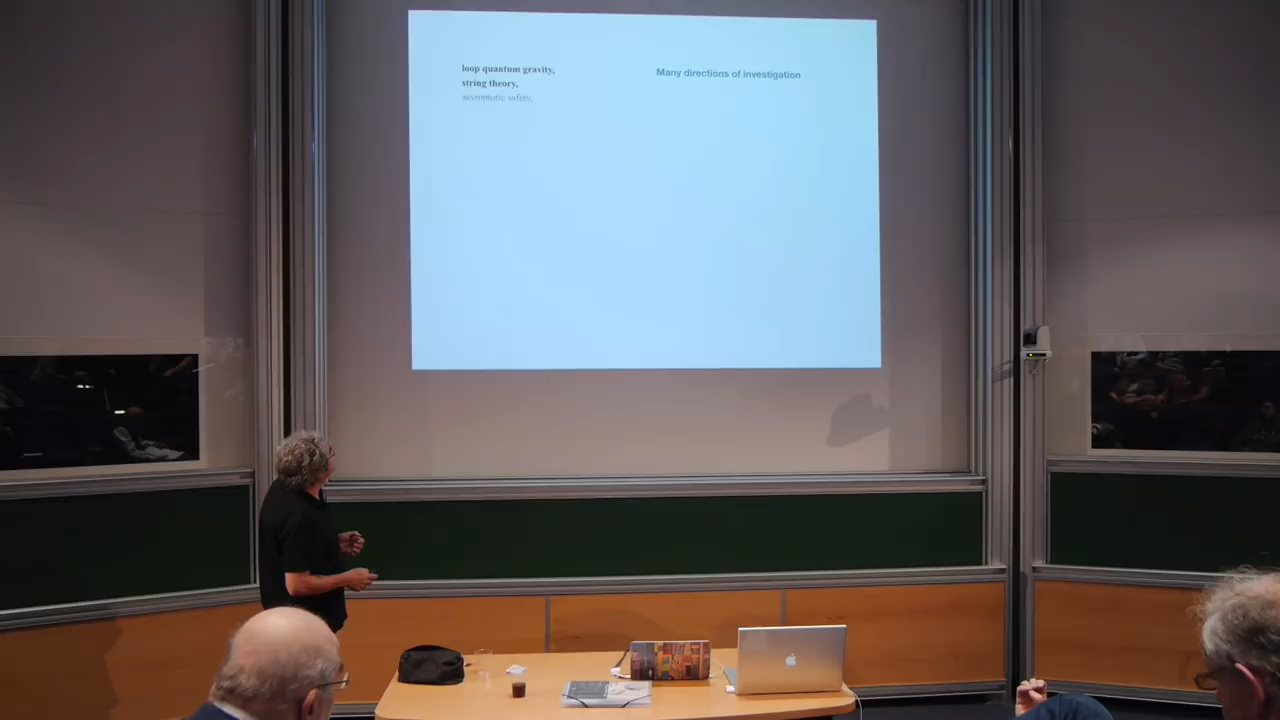 loop quantum gravity,
string theory,
asymptotic safety,
Many directions of investigation